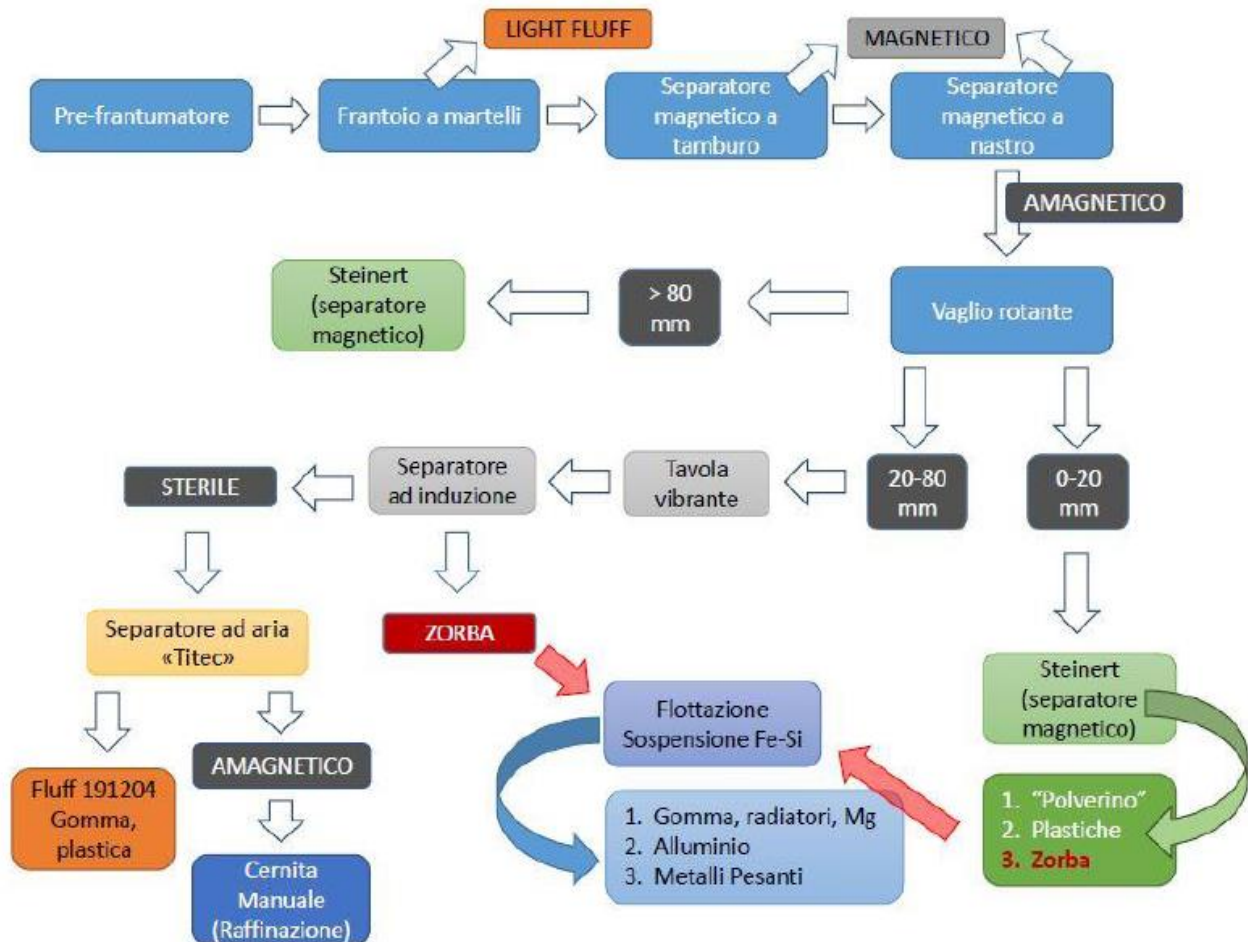 LIGHT FLUFF
MAGNETICO
Pre-frantumatore
Frantoio a martelli
Separatore
magnetico a
tamburo
Separatore
magnetico a
nastro
AMAGNETICO
Steinert
(separatore
magnetico)
> 80
mm
Vaglio rotante
STERILE
Separatore
ad induzione
Tavola
vibrante
20-80
mm
0-20
mm
Separatore ad aria
«Titec»
ZORBA
Flottazione
Sospensione Fe-Si
Steinert
(separatore
magnetico)
Fluff 191204
Gomma,
plastica
AMAGNETICO
Cernita
Manuale
(Raffinazione)
1. Gomma, radiatori, Mg
2. Alluminio
3. Metalli Pesanti
1. "Polverino"
2. Plastiche
3. Zorba